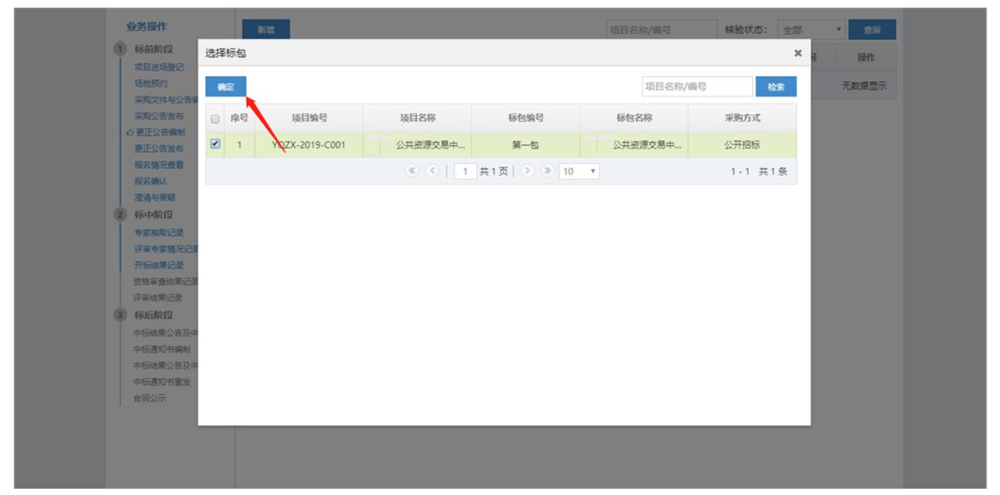 业务操作
新增
项目名称/编号
核验状态：
全部
查询
1 标前阶段
项目进场登记
场地预约
采购文件与公告编
采购公告发布
更正公告编制
更正公告发布
报名情况查看
报名确认
澄清与答疑
2 标中阶段
专家抽取记录
评审专家情况记录
开标结果记录
资格审查结果记录
评审结果记录
3 标后阶段
中标结果公告及中
中标通知书编制
中标结果公告及中
中标通知书重发
合同公示
操作
无数据显示
选择标包
确定
项目名称/编号
检索
序号 项目编号 项目名称 标包编号 标包名称 采购方式
1 YQZX-2019-C001 公共资源交易中... 第一包 公共资源交易中... 公开招标
1 共1页 10
1 - 1 共1条